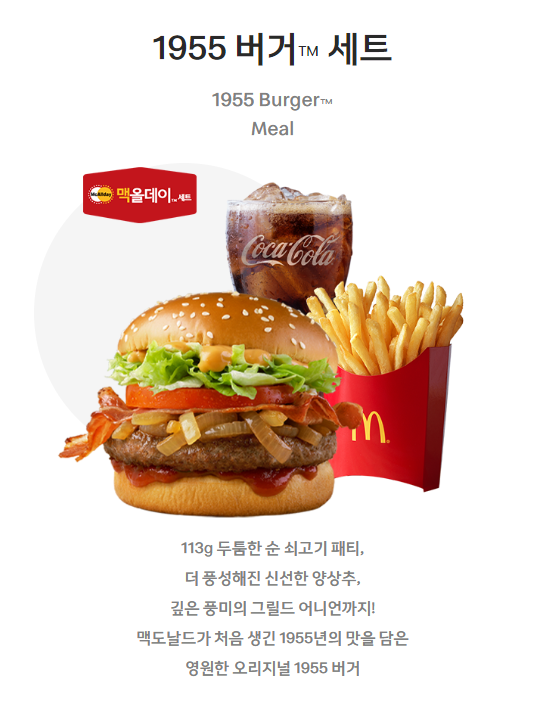 1955 버거™ 세트
1955 Burger™
Meal
McAllday 맥올데이™ 세트
Coca-Cola
113g 두툼한 순 쇠고기 패티,
더 풍성해진 신선한 양상추,
깊은 풍미의 그릴드 어니언까지!
맥도날드가 처음 생긴 1955년의 맛을 담은
영원한 오리지널 1955 버거